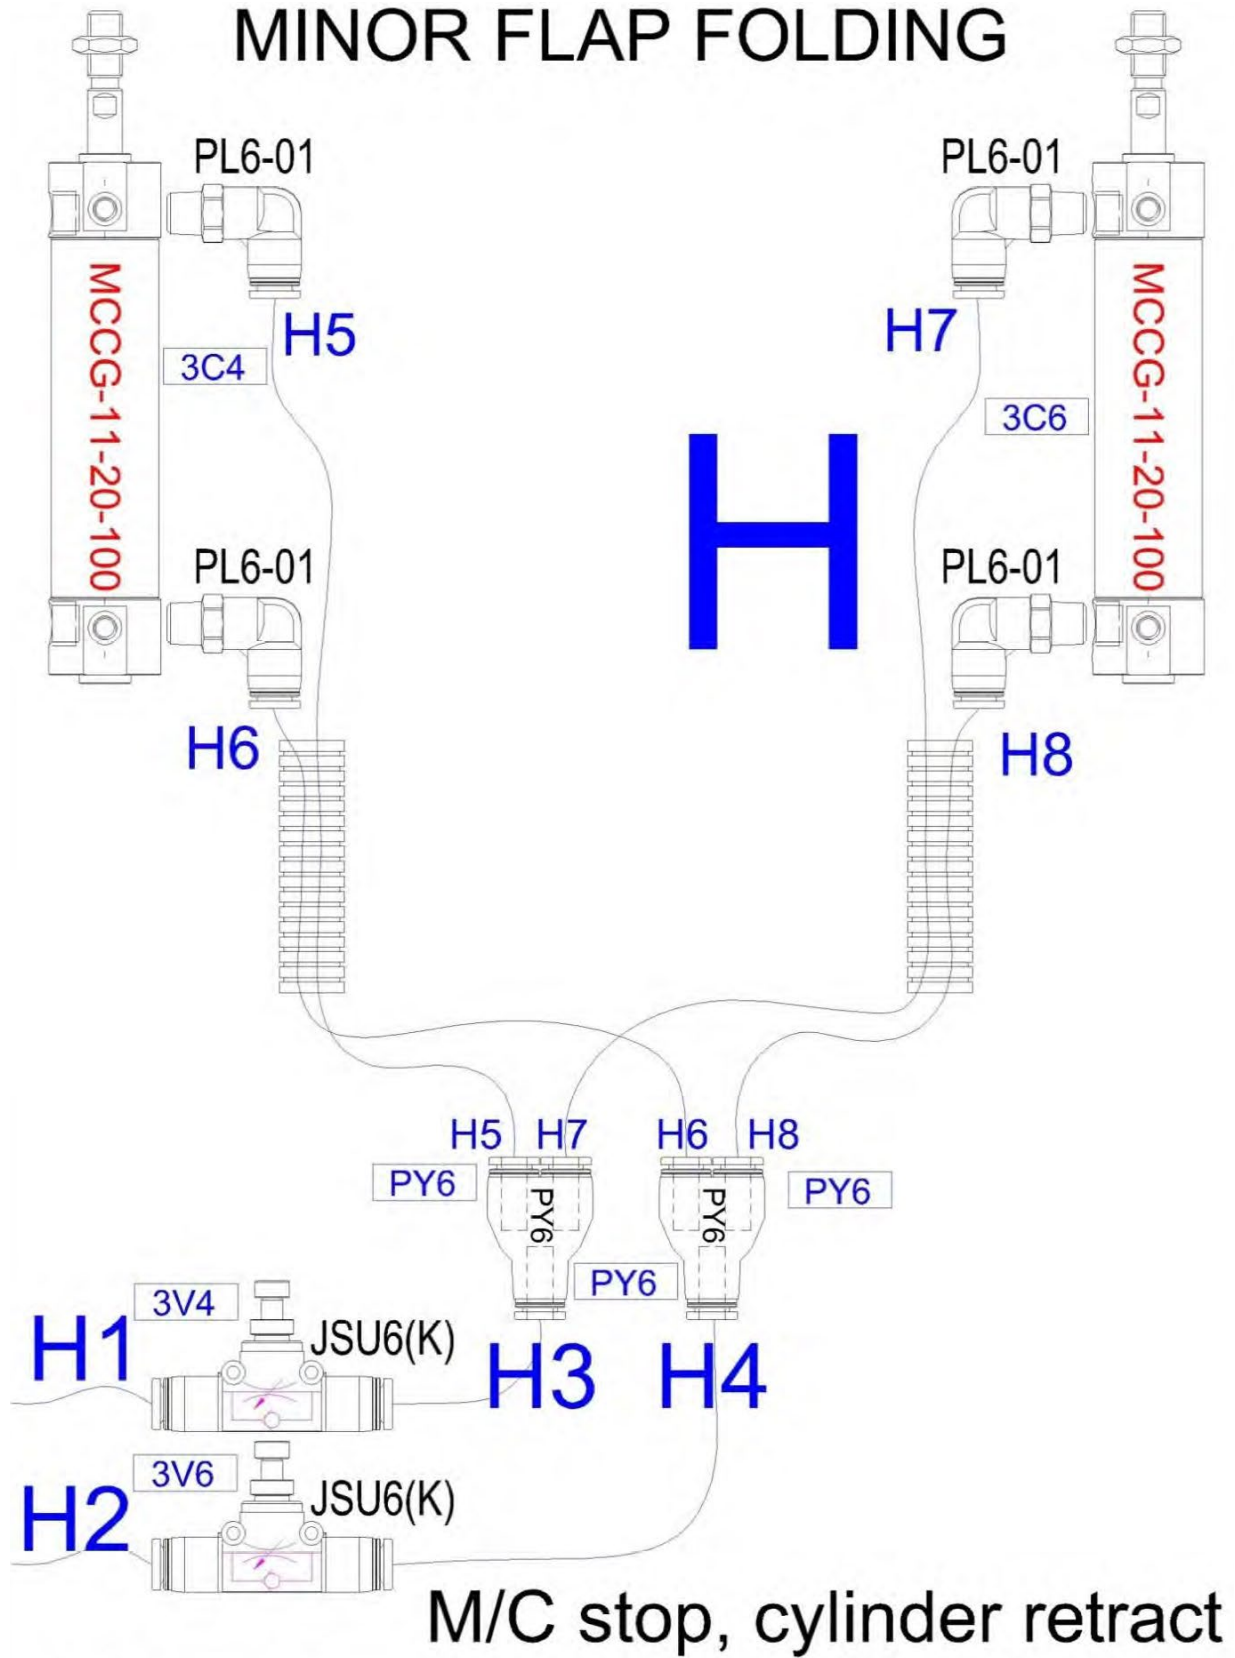 MINOR FLAP FOLDING
PL6-01
PL6-01
MCCG-11-20-100
MCCG-11-20-100
H5
H7
3C4
3C6
H
PL6-01
PL6-01
H6
H8
H5 H7 H6 H8
PY6
PY6
PY6
PY6
PY6
3V4
H1
JSU6(K)
H3 H4
3V6
H2
JSU6(K)
M/C stop, cylinder retract